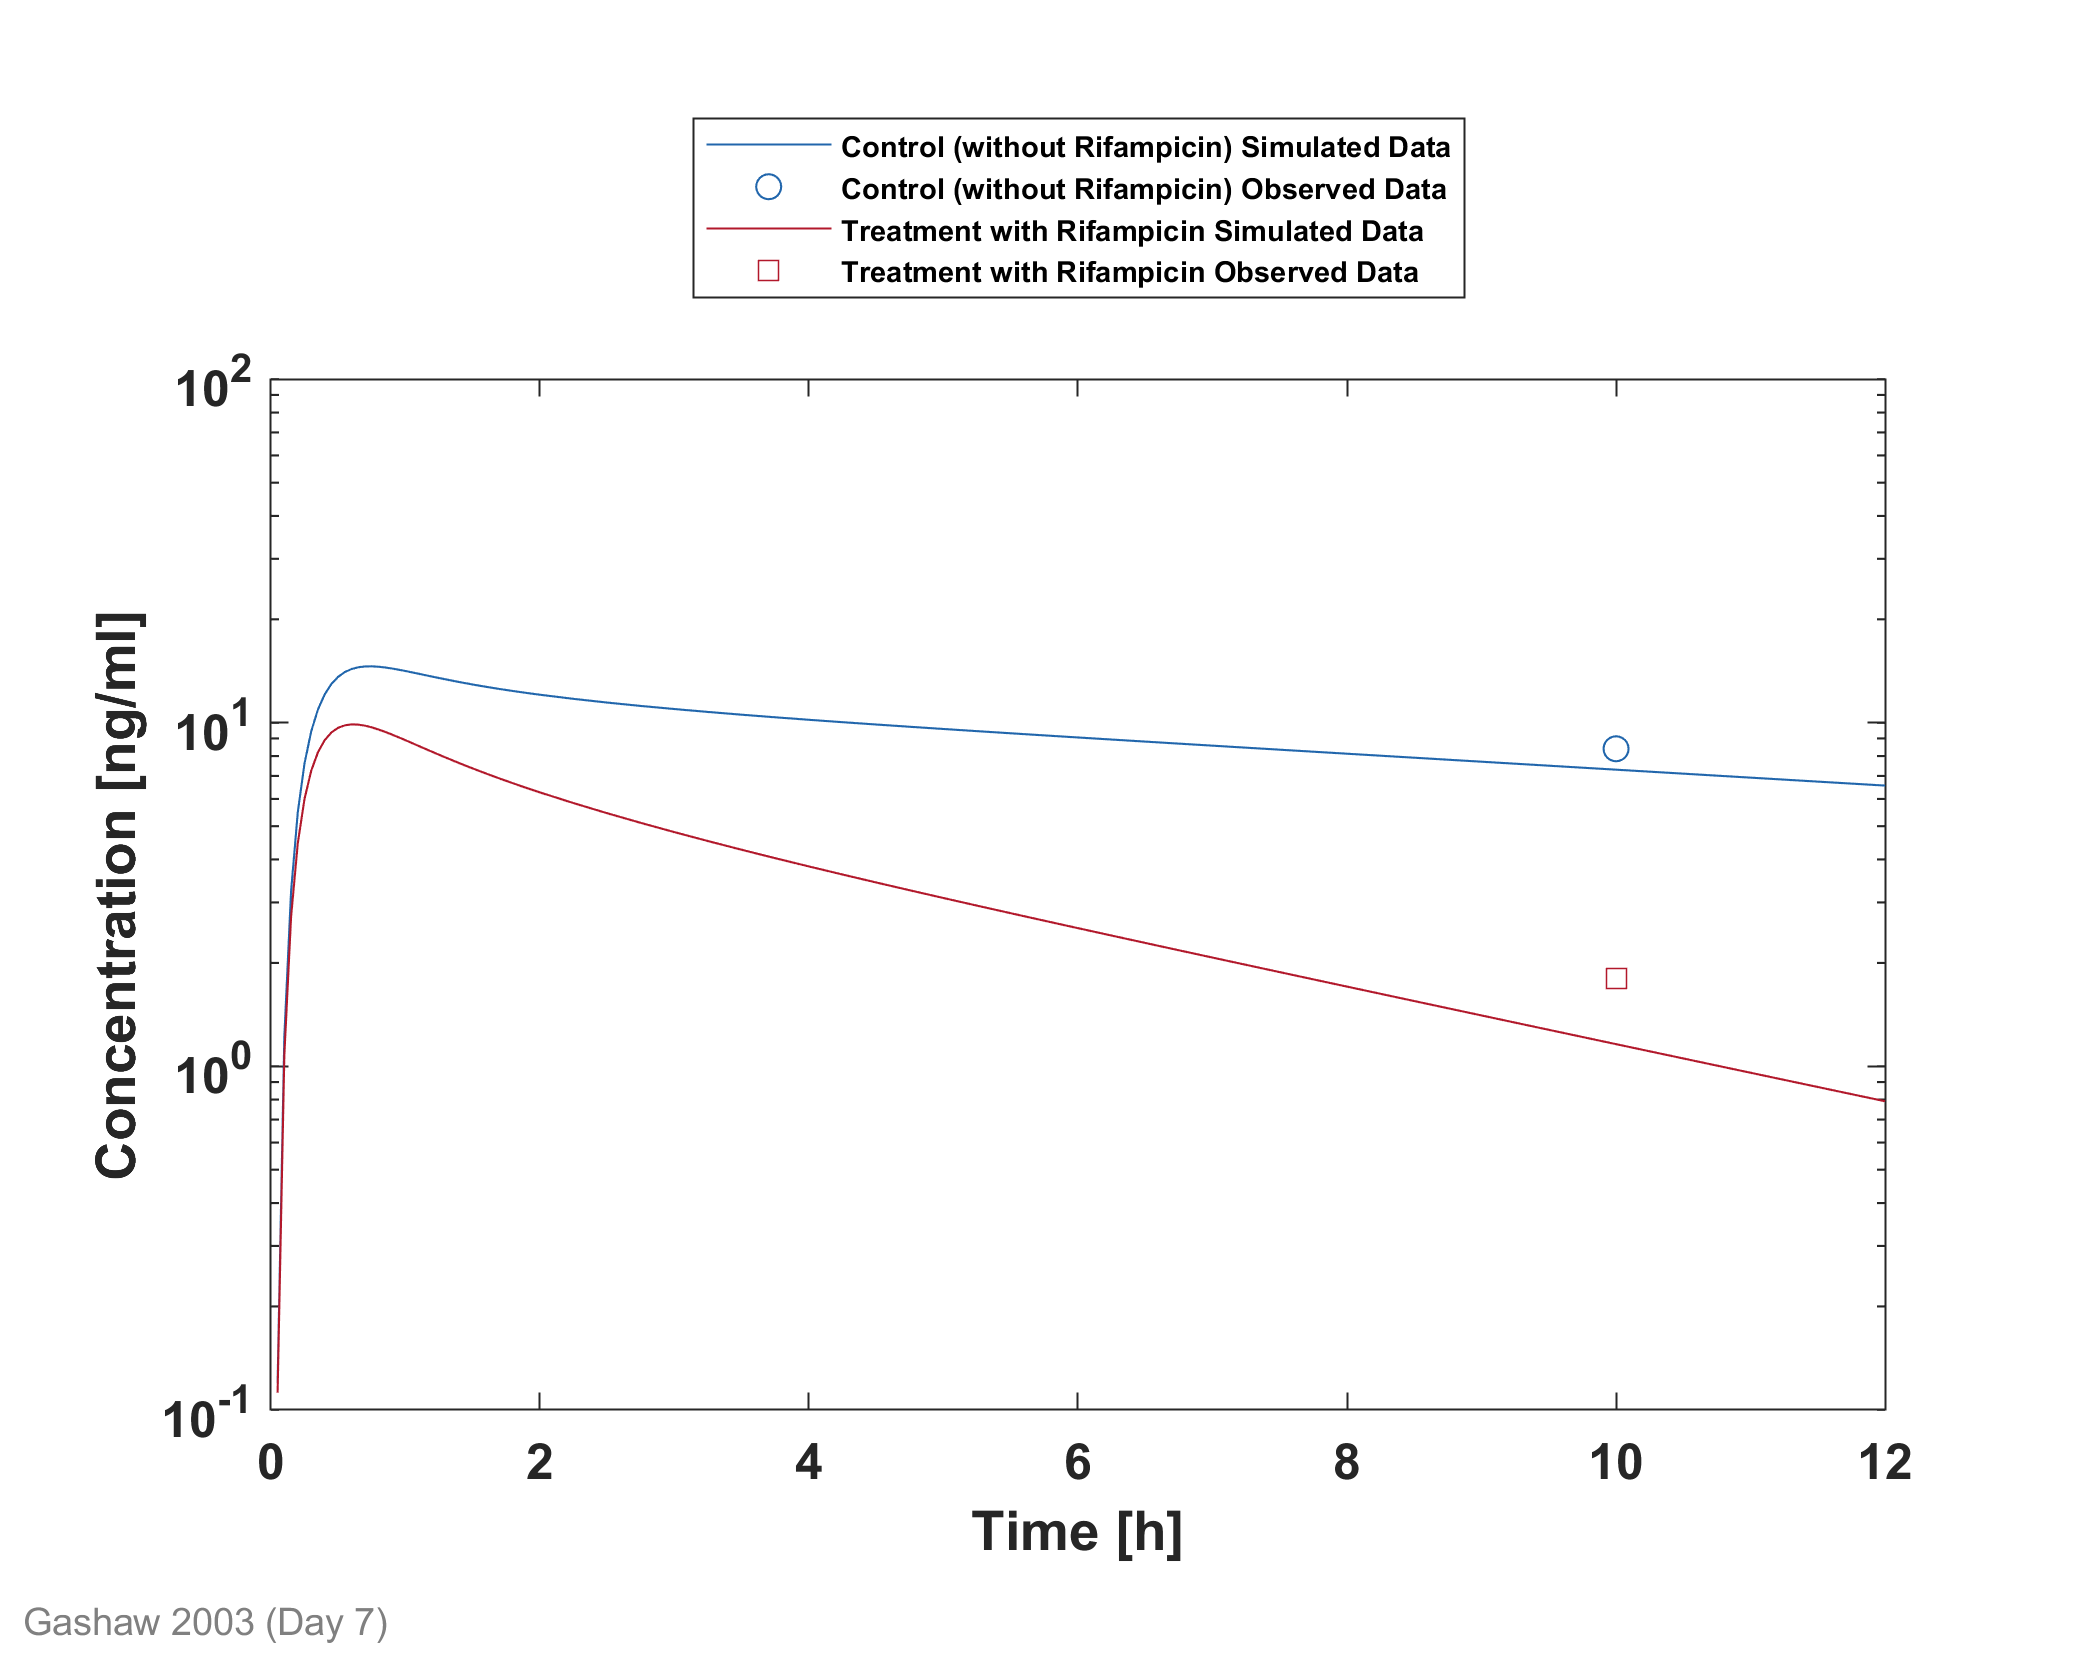 Control (without Rifampicin) Simulated Data
Control (without Rifampicin) Observed Data
Treatment with Rifampicin Simulated Data
Treatment with Rifampicin Observed Data
10^2
10^1
10^0
10^-1
Concentration [ng/ml]
0 2 4 6 8 10 12
Time [h]
Gashaw 2003 (Day 7)